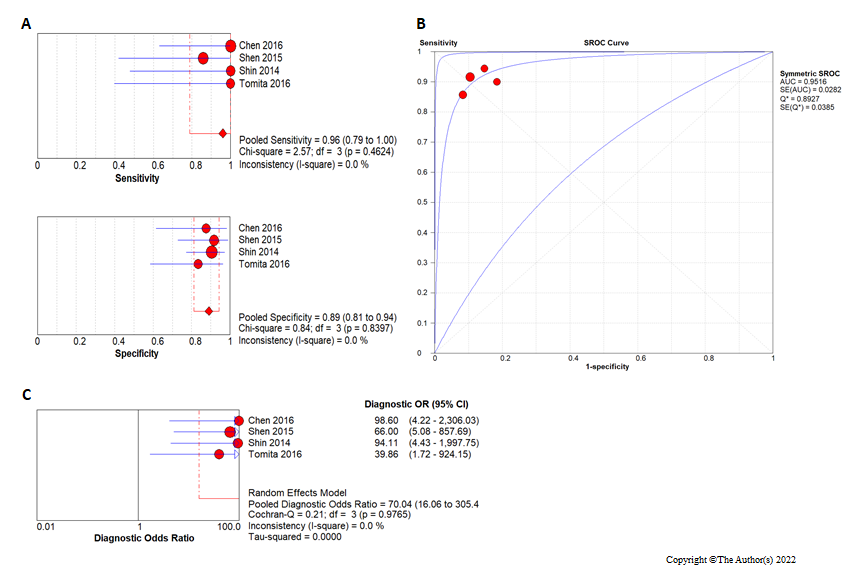 A
Chen 2016
Shen 2015
Shin 2014
Tomita 2016
Pooled Sensitivity = 0.96 (0.79 to 1.00)
Chi-square = 2.57; df = 3 (p = 0.4624)
Inconsistency (I-square) = 0.0 %
0 0.2 0.4 0.6 0.8 1
Sensitivity
Chen 2016
Shen 2015
Shin 2014
Tomita 2016
Pooled Specificity = 0.89 (0.81 to 0.94)
Chi-square = 0.84; df = 3 (p = 0.8397)
Inconsistency (I-square) = 0.0 %
0 0.2 0.4 0.6 0.8 1
Specificity
B
Sensitivity
SROC Curve
1
0.9
0.8
0.7
0.6
0.5
0.4
0.3
0.2
0.1
0
0 0.2 0.4 0.6 0.8 1
1-specificity
Symmetric SROC
AUC = 0.9516
SE(AUC) = 0.0282
Q* = 0.8927
SE(Q*) = 0.0385
C
Diagnostic OR (95% CI)
Chen 2016 98.60 (4.22 - 2,306.03)
Shen 2015 66.00 (5.08 - 857.69)
Shin 2014 94.11 (4.43 - 1,997.75)
Tomita 2016 39.86 (1.72 - 924.15)
Random Effects Model
Pooled Diagnostic Odds Ratio = 70.04 (16.06 to 305.4
Cochran-Q = 0.21; df = 3 (p = 0.9765)
Inconsistency (I-square) = 0.0 %
Tau-squared = 0.0000
0.01 1 100.0
Diagnostic Odds Ratio
Copyright ©The Author(s) 2022